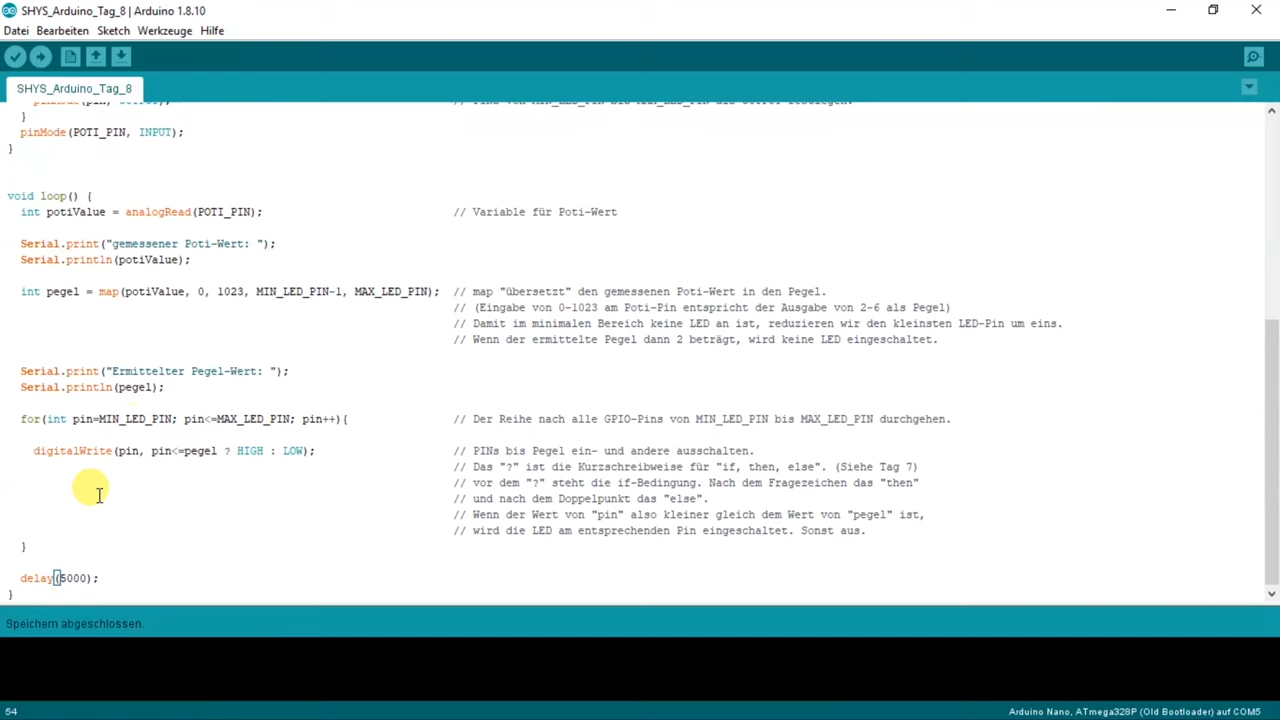 SHYS_Arduino_Tag_8 | Arduino 1.8.10
Datei Bearbeiten Sketch Werkzeuge Hilfe
SHYS_Arduino_Tag_8
}
pinMode(POTI_PIN, INPUT);
}
void loop() {
int potiValue = analogRead(POTI_PIN); // Variable für Poti-Wert
Serial.print("gemessener Poti-Wert: ");
Serial.println(potiValue);
int pegel = map(potiValue, 0, 1023, MIN_LED_PIN-1, MAX_LED_PIN); // map "übersetzt" den gemessenen Poti-Wert in den Pegel.
// (Eingabe von 0-1023 am Poti-Pin entspricht der Ausgabe von 2-6 als Pegel)
// Damit im minimalen Bereich keine LED an ist, reduzieren wir den kleinsten LED-Pin um eins.
// Wenn der ermittelte Pegel dann 2 beträgt, wird keine LED eingeschaltet.
Serial.print("Ermittelter Pegel-Wert: ");
Serial.println(pegel);
for(int pin=MIN_LED_PIN; pin<=MAX_LED_PIN; pin++){ // Der Reihe nach alle GPIO-Pins von MIN_LED_PIN bis MAX_LED_PIN durchgehen.
digitalWrite(pin, pin<=pegel ? HIGH : LOW); // PINs bis Pegel ein- und andere ausschalten.
// Das "?" ist die Kurzschreibweise für "if, then, else". (Siehe Tag 7)
// vor dem "?" steht die if-Bedingung. Nach dem Fragezeichen das "then"
// und nach dem Doppelpunkt das "else".
// Wenn der Wert von "pin" also kleiner gleich dem Wert von "pegel" ist,
// wird die LED am entsprechenden Pin eingeschaltet. Sonst aus.
}
delay(5000);
}
Speichern abgeschlossen.
54 Arduino Nano, ATmega328P (Old Bootloader) auf COM5